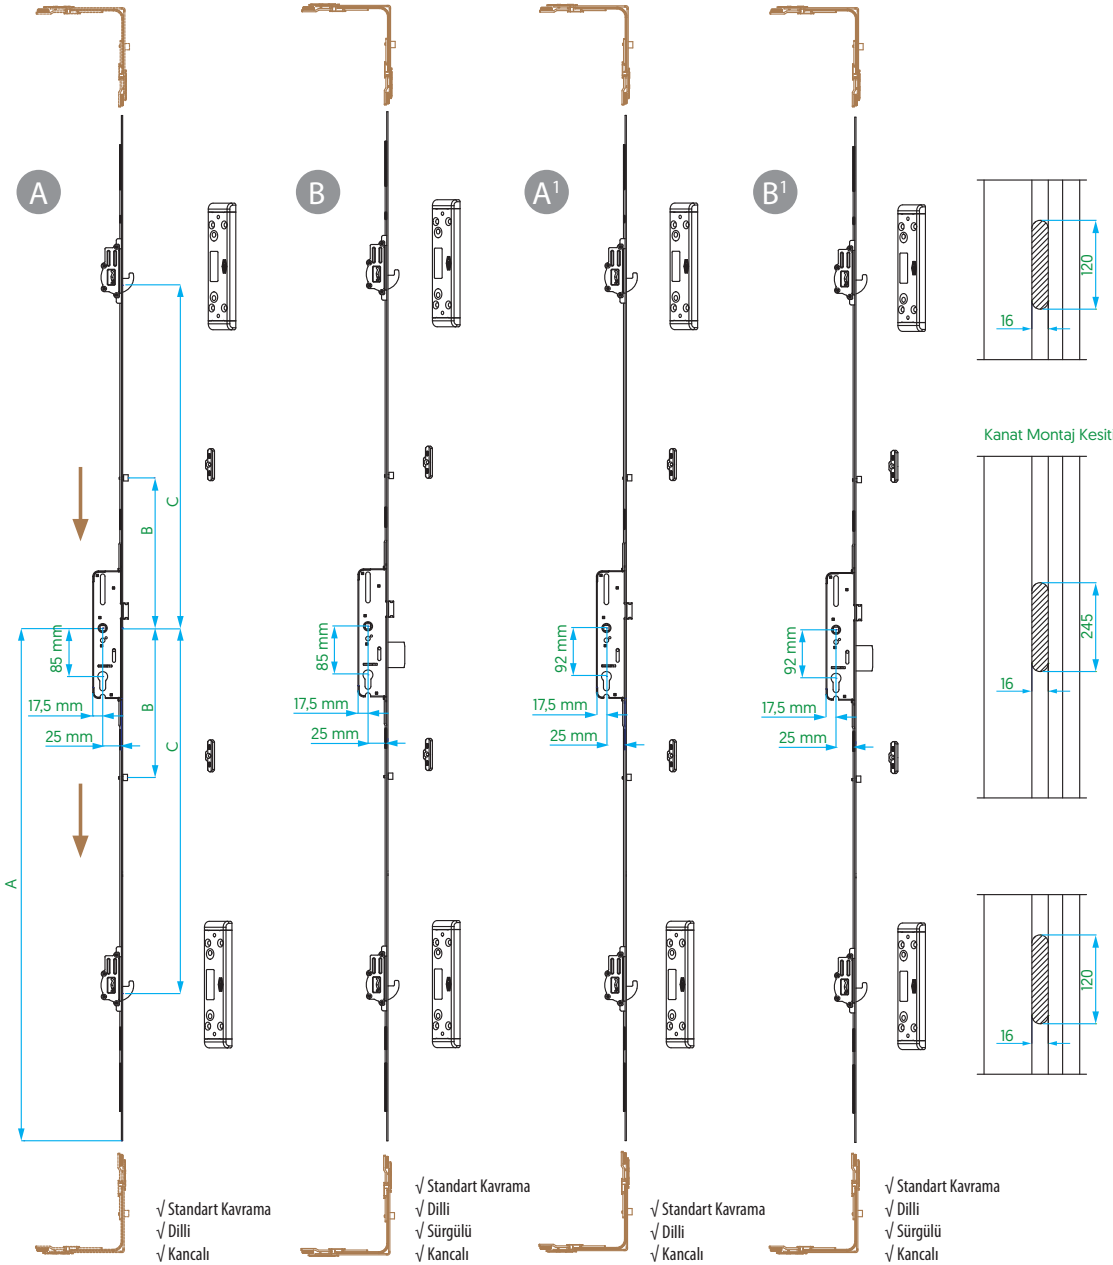 A
B
A¹
B¹
120
16
Kanat Montaj Kesiti
C
B
85 mm
85 mm
92 mm
92 mm
245
16
17,5 mm
17,5 mm
17,5 mm
17,5 mm
B
C
25 mm
25 mm
25 mm
25 mm
A
120
16
√ Standart Kavrama
√ Dilli
√ Kancalı
√ Standart Kavrama
√ Dilli
√ Sürgülü
√ Kancalı
√ Standart Kavrama
√ Dilli
√ Kancalı
√ Standart Kavrama
√ Dilli
√ Sürgülü
√ Kancalı